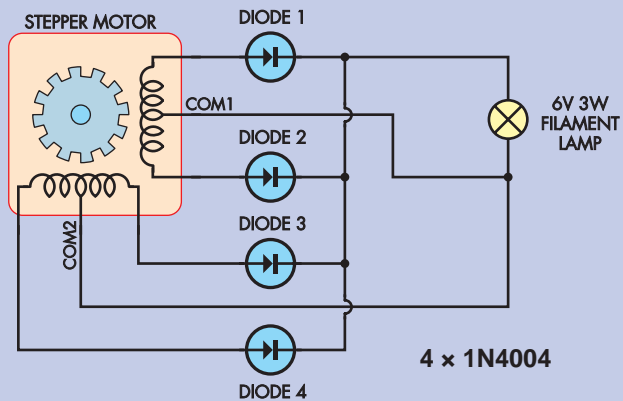 STEPPER MOTOR
DIODE 1
COM1
6V 3W
FILAMENT
LAMP
DIODE 2
DIODE 3
COM2
4 × 1N4004
DIODE 4